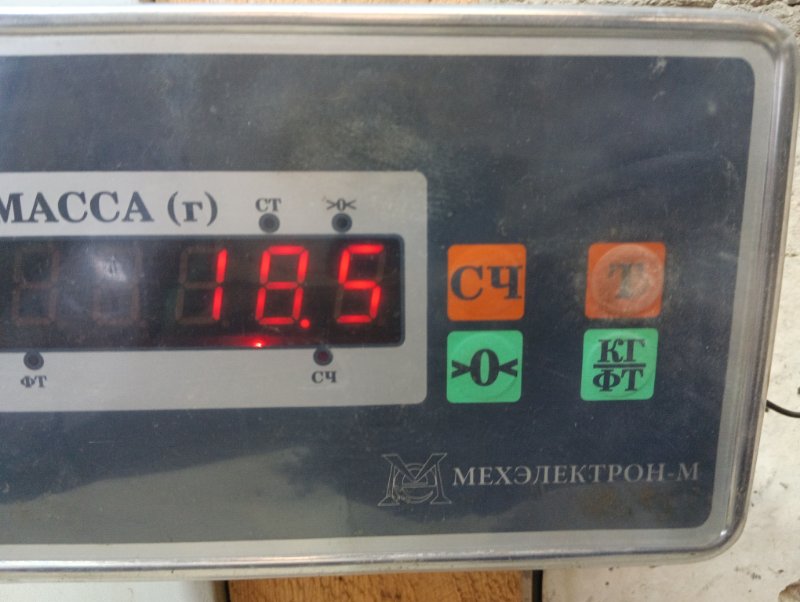 МАССА (г)
СТ
>0<
18.5
ФТ
СЧ
СЧ
Т
>0<
КГ
ФТ
МЕХЭЛЕКТРОН-М